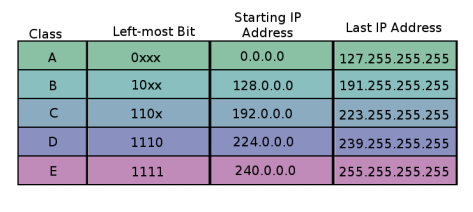 Class Left-most Bit Starting IP Address Last IP Address
A 0xxx 0.0.0.0 127.255.255.255
B 10xx 128.0.0.0 191.255.255.255
C 110x 192.0.0.0 223.255.255.255
D 1110 224.0.0.0 239.255.255.255
E 1111 240.0.0.0 255.255.255.255